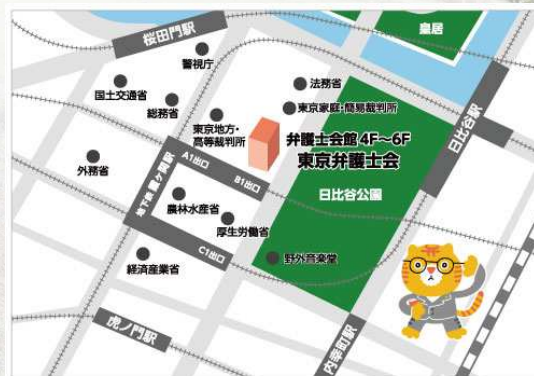 皇居
桜田門駅
警視庁
国土交通省
総務省
法務省
東京家庭・簡易裁判所
東京地方・
高等裁判所
弁護士会館 4F～6F
東京弁護士会
日比谷駅
外務省
A1出口
B1出口
地下鉄 霞ヶ関駅
日比谷公園
農林水産省
厚生労働省
C1出口
経済産業省
野外音楽堂
虎ノ門駅
内幸町駅